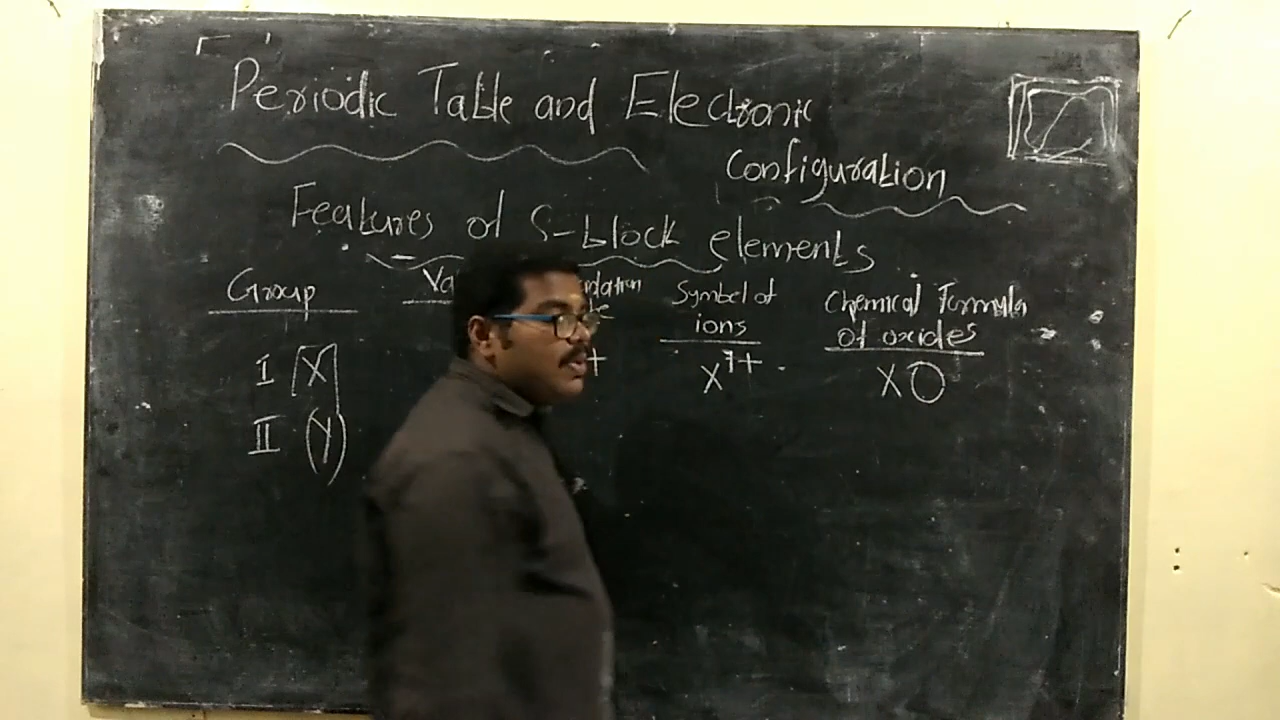 Periodic Table and Electronic
Configuration
Features of S-block elements
Group
Symbol of
ions
Chemical Formula
of oxides
I X +
X XO
II (Y)